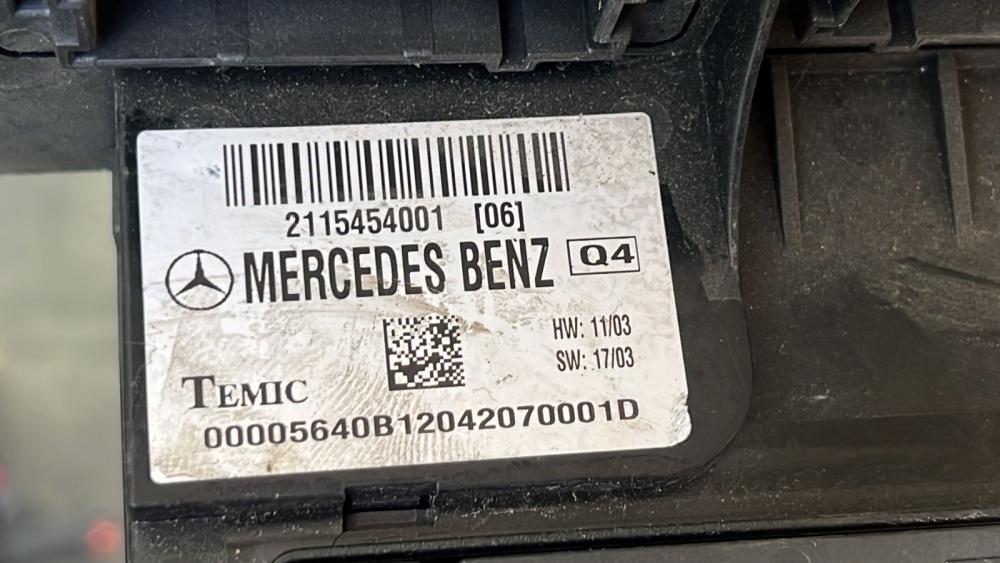 2115454001 [06]
MERCEDES BENZ Q4
HW: 11/03
SW: 17/03
TEMIC
00005640B12042070001D